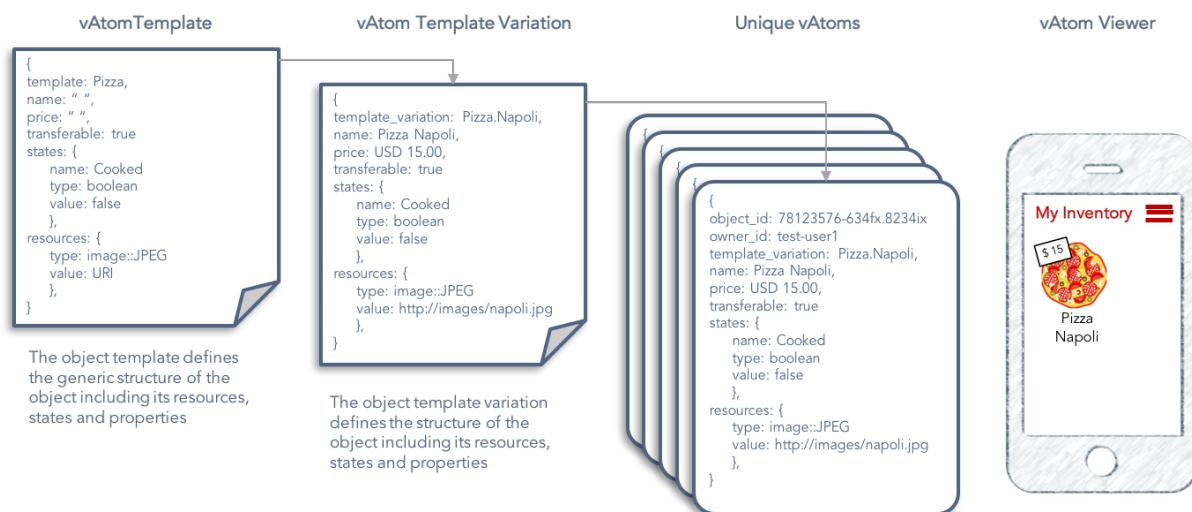 vAtomTemplate
{
template: Pizza,
name: “ ”,
price: “ ”,
transferable: true
states: {
name: Cooked
type: boolean
value: false
},
resources: {
type: image::JPEG
value: URI
},
}
The object template defines
the generic structure of the
object including its resources,
states and properties
vAtom Template Variation
{
template_variation: Pizza.Napoli,
name: Pizza Napoli,
price: USD 15.00,
transferable: true
states: {
name: Cooked
type: boolean
value: false
},
resources: {
type: image::JPEG
value: http://images/napoli.jpg
},
}
The object template variation
defines the structure of the
object including its resources,
states and properties
Unique vAtoms
{
{
{
{
{
object_id: 78123576-634fx.8234ix
owner_id: test-user1
template_variation: Pizza.Napoli,
name: Pizza Napoli,
price: USD 15.00,
transferable: true
states: {
name: Cooked
type: boolean
value: false
},
resources: {
type: image::JPEG
value: http://images/napoli.jpg
},
}
vAtom Viewer
My Inventory
$ 15
Pizza
Napoli